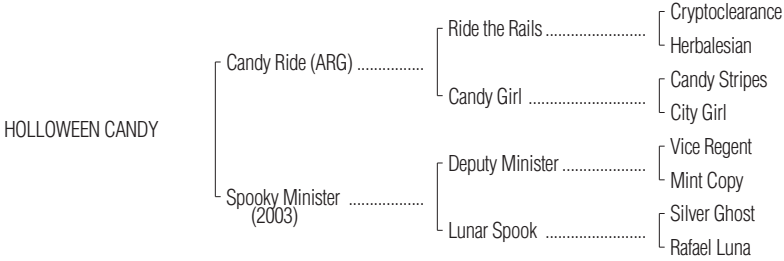 Cryptoclearance
Ride the Rails ........................
Herbalesian
Candy Ride (ARG) ................
Candy Stripes
Candy Girl ............................
City Girl
HOLLOWEEN CANDY
Vice Regent
Deputy Minister ....................
Mint Copy
Spooky Minister ..................
(2003)
Silver Ghost
Lunar Spook ........................
Rafael Luna